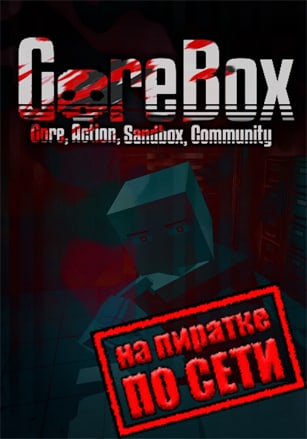 GoreBox
Gore, Action, Sandbox, Community
на пиратке
ПО СЕТИ